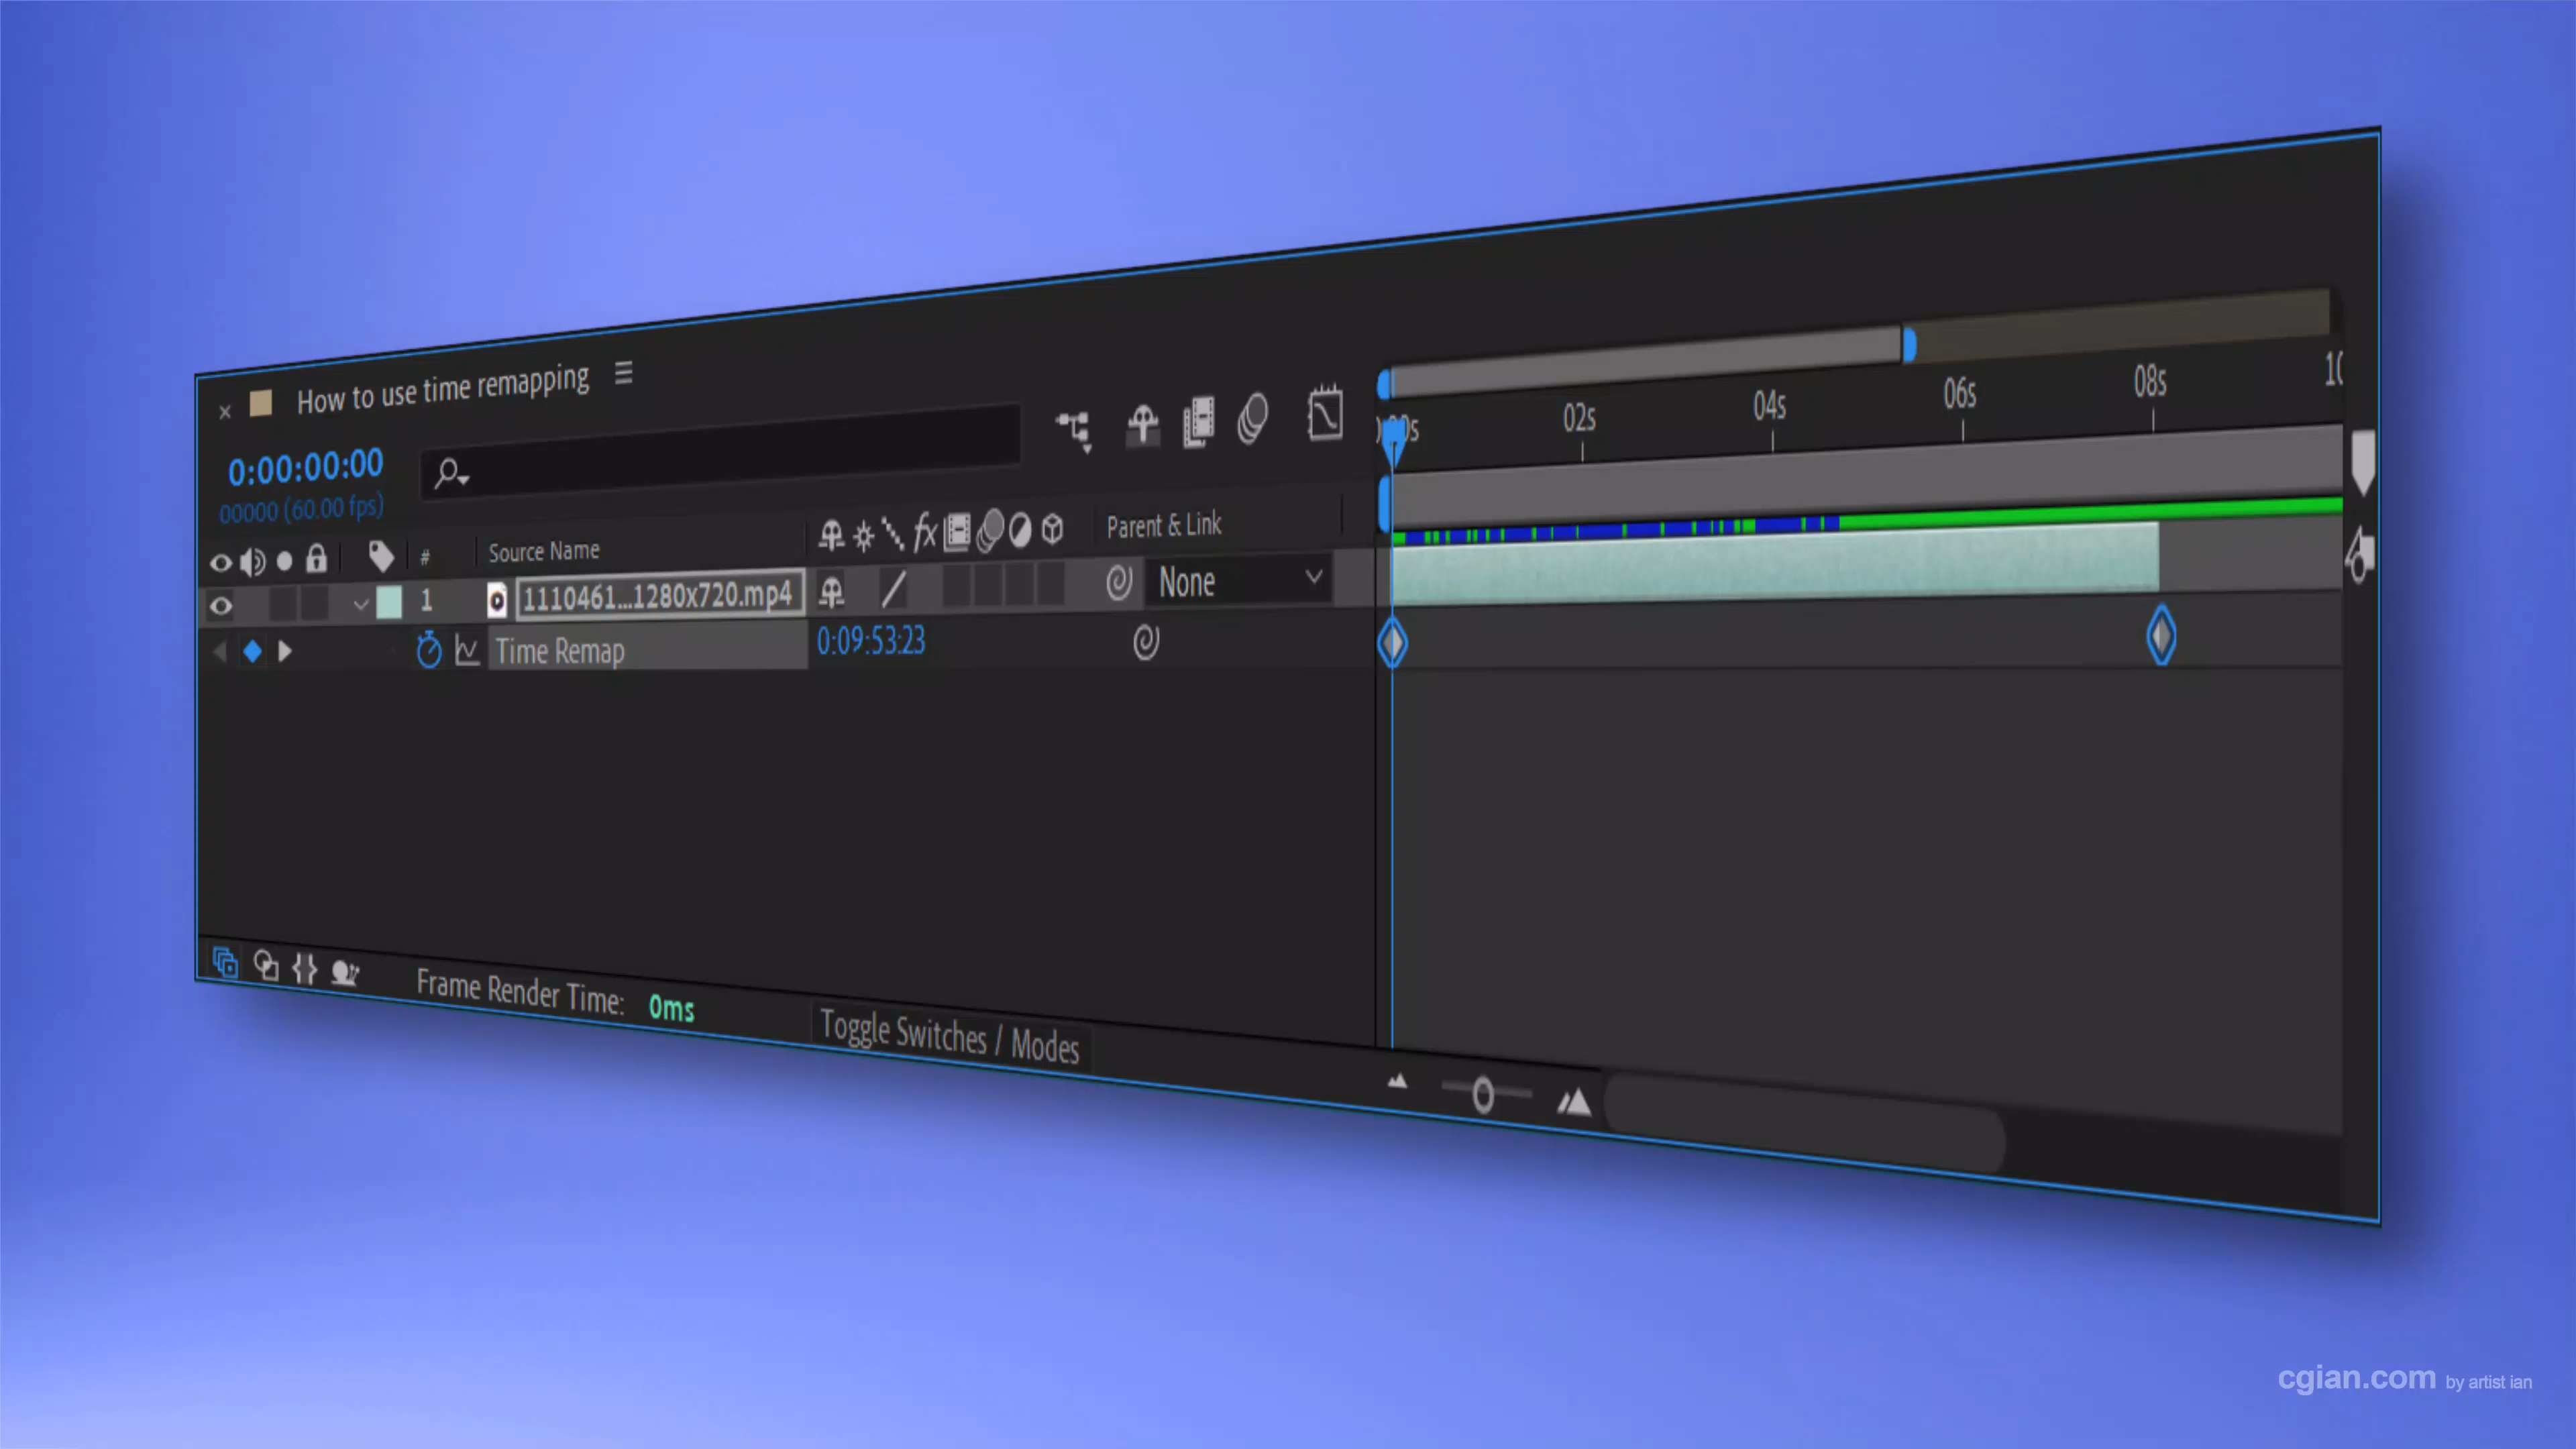 How to use time remapping
0:00:00:00
00000 (60.00 fps)
02s
04s
06s
08s
# Source Name
fx
Parent & Link
1 1110461...1280x720.mp4
None
Time Remap
0:09:53:23
Frame Render Time: 0ms
Toggle Switches / Modes
cgian.com by artist ian